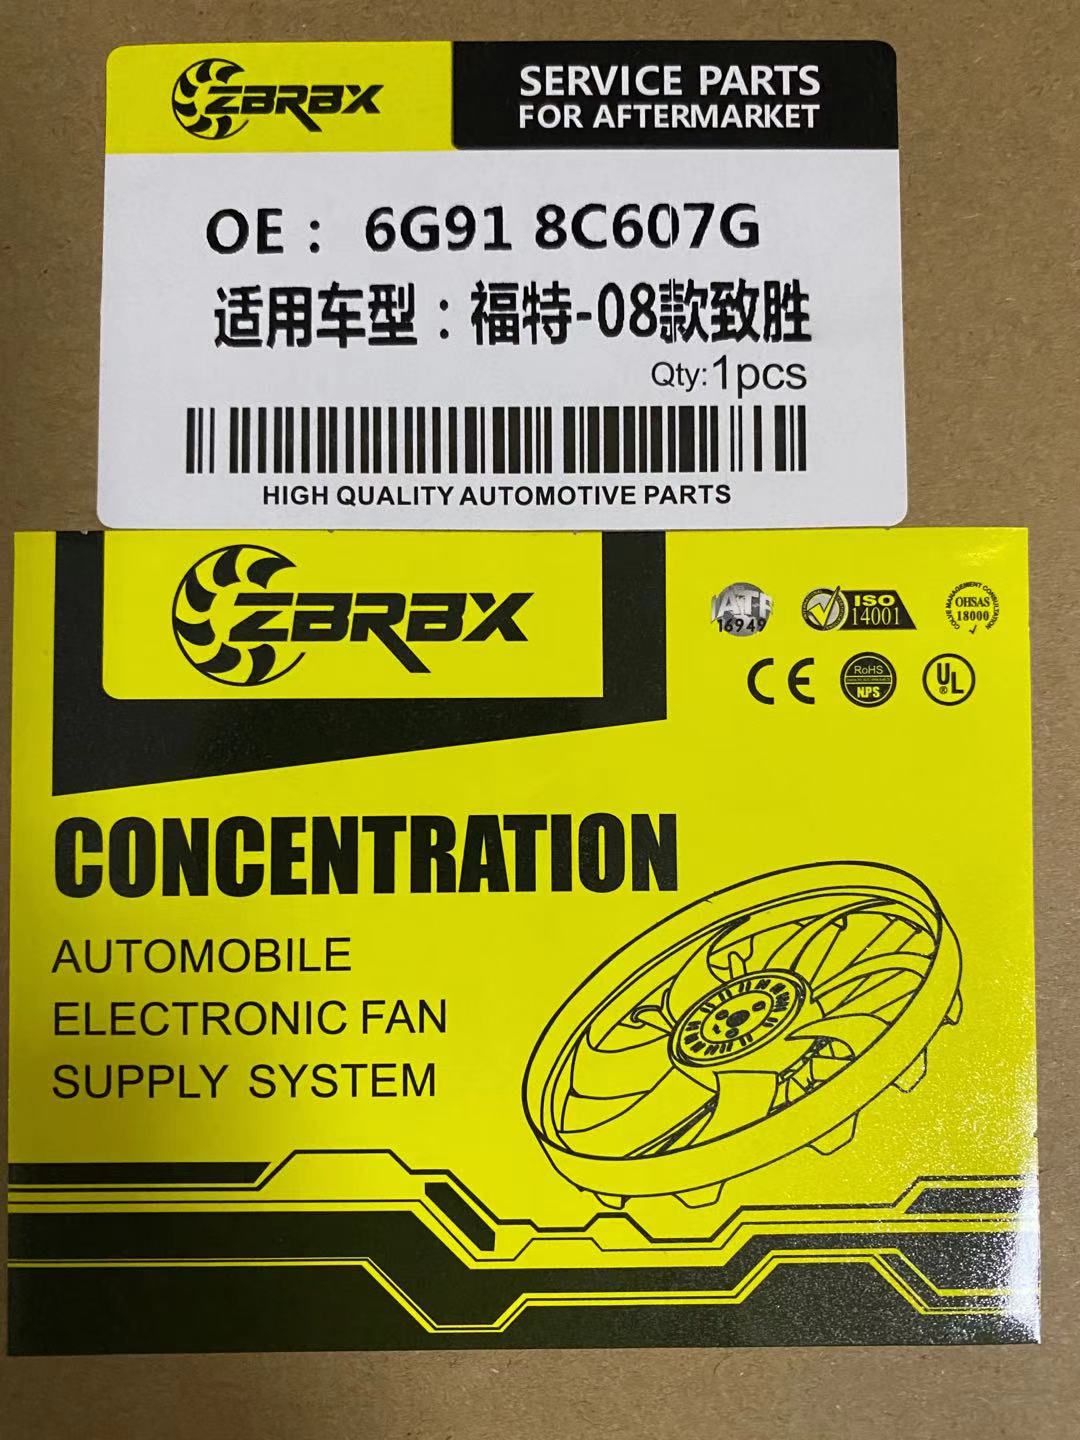 ZBRBX
SERVICE PARTS
FOR AFTERMARKET
OE： 6G91 8C607G
适用车型：福特-08款致胜
Qty:1pcs
HIGH QUALITY AUTOMOTIVE PARTS
ZBRBX
IATF
16949
ISO
14001
OHSAS
18000
CE
RoHS
NPS
UL
®
CONCENTRATION
AUTOMOBILE
ELECTRONIC FAN
SUPPLY SYSTEM